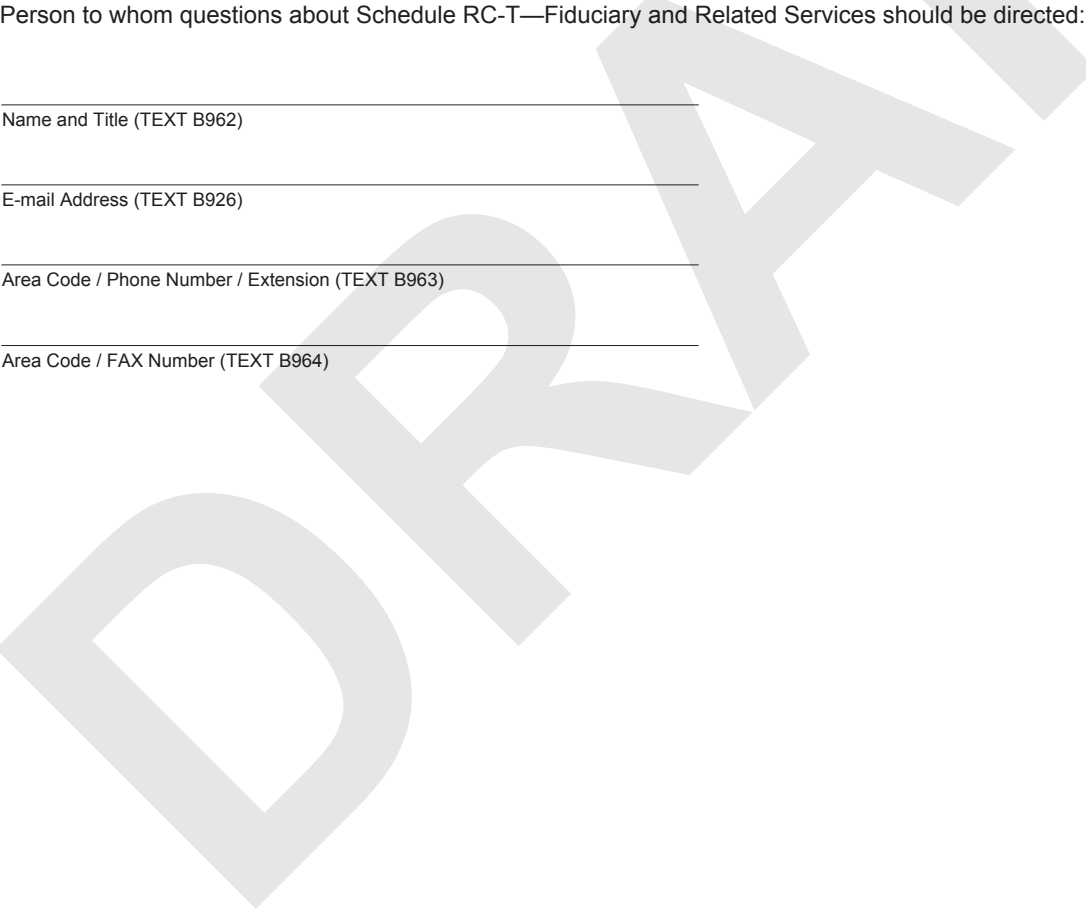 Person to whom questions about Schedule RC-T—Fiduciary and Related Services should be directed:
Name and Title (TEXT B962)
E-mail Address (TEXT B926)
Area Code / Phone Number / Extension (TEXT B963)
Area Code / FAX Number (TEXT B964)
DRA